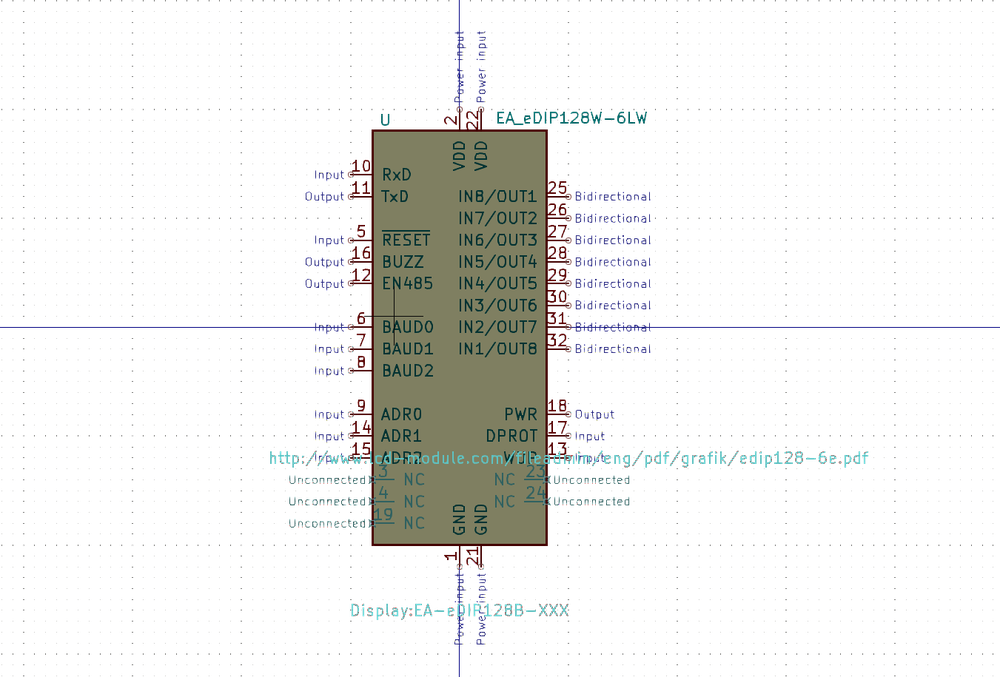 Power input Power input
2 22
U EA_eDIP128W-6LW
VDD VDD
Input 10 RxD
Output 11 TxD IN8/OUT1 25 Bidirectional
IN7/OUT2 26 Bidirectional
Input 5 RESET IN6/OUT3 27 Bidirectional
Output 16 BUZZ IN5/OUT4 28 Bidirectional
Output 12 EN485 IN4/OUT5 29 Bidirectional
IN3/OUT6 30 Bidirectional
Input 6 BAUD0 IN2/OUT7 31 Bidirectional
Input 7 BAUD1 IN1/OUT8 32 Bidirectional
Input 8 BAUD2
Input 9 ADR0 PWR 18 Output
Input 14 ADR1 DPROT 17 Input
Input 15 ADR2 13 Input
http://www.lcd-module.com/fileadmin/eng/pdf/grafik/edip128-6e.pdf
Unconnected 3 NC NC 23 Unconnected
Unconnected 4 NC NC 24 Unconnected
Unconnected 19 NC
GND GND
1 21
Display:EA-eDIP128B-XXX
Power input Power input